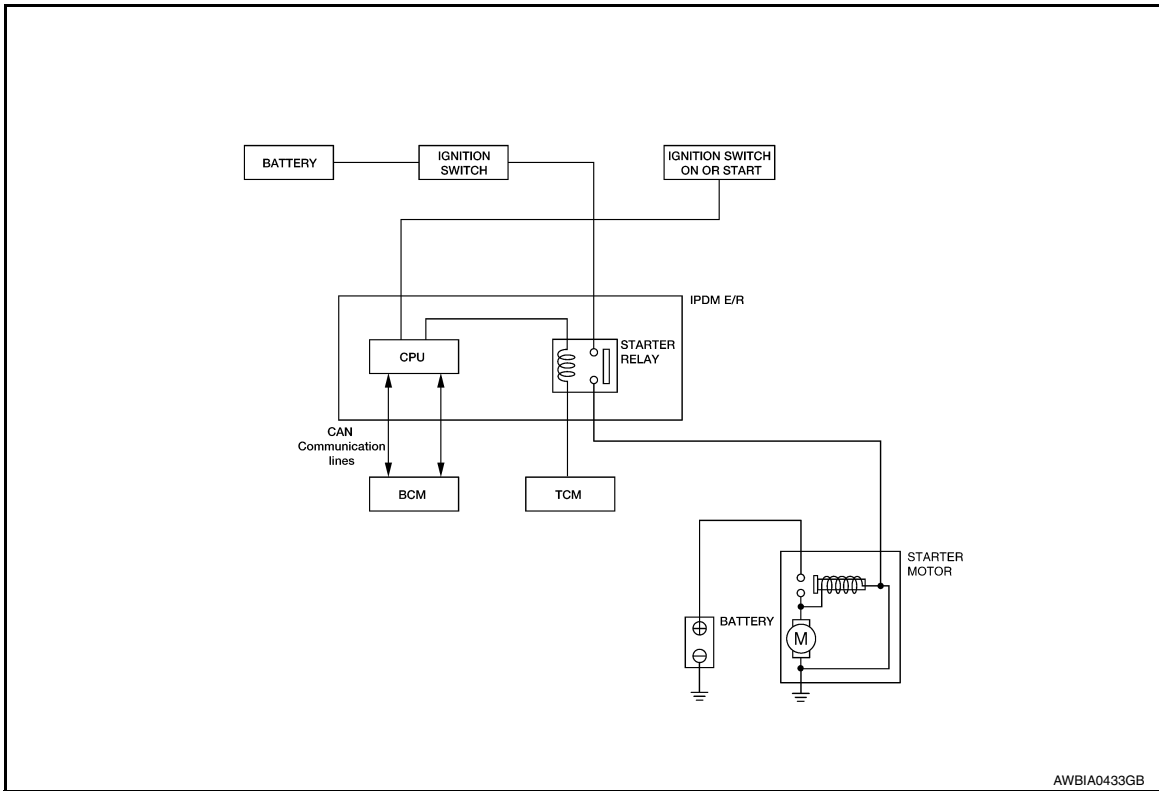 BATTERY
IGNITION
SWITCH
IGNITION SWITCH
ON OR START
IPDM E/R
CPU
STARTER
RELAY
CAN
Communication
lines
BCM
TCM
STARTER
MOTOR
BATTERY
M
AWBIA0433GB